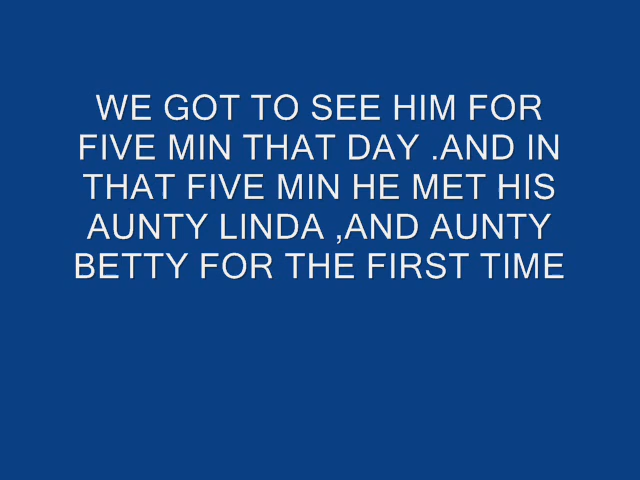 WE GOT TO SEE HIM FOR
FIVE MIN THAT DAY .AND IN
THAT FIVE MIN HE MET HIS
AUNTY LINDA ,AND AUNTY
BETTY FOR THE FIRST TIME